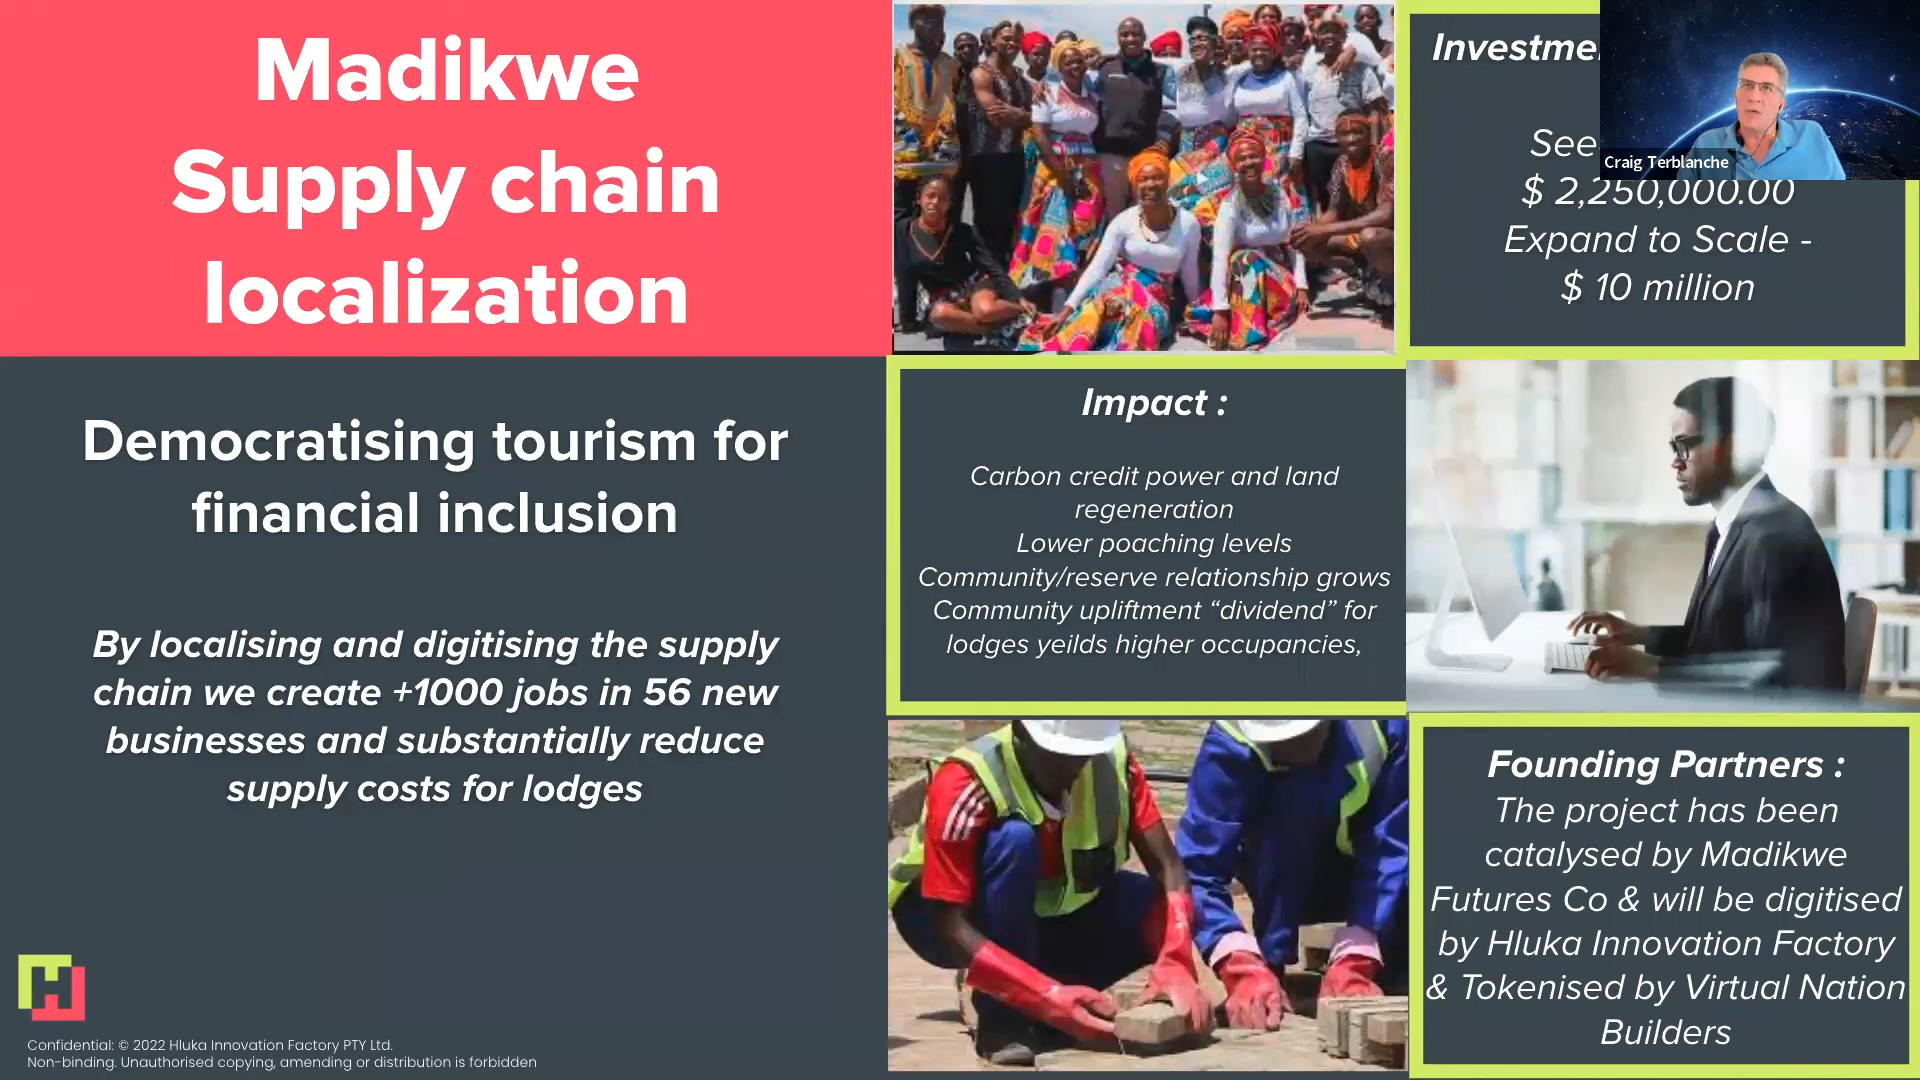 Madikwe
Supply chain
localization
Democratising tourism for
financial inclusion
By localising and digitising the supply
chain we create +1000 jobs in 56 new
businesses and substantially reduce
supply costs for lodges
Confidential: © 2022 Hluka Innovation Factory PTY Ltd.
Non-binding. Unauthorised copying, amending or distribution is forbidden
Impact :
Carbon credit power and land
regeneration
Lower poaching levels
Community/reserve relationship grows
Community upliftment “dividend” for
lodges yeilds higher occupancies,
Craig Terblanche
$ 2,250,000.00
Expand to Scale -
$ 10 million
Founding Partners :
The project has been
catalysed by Madikwe
Futures Co & will be digitised
by Hluka Innovation Factory
& Tokenised by Virtual Nation
Builders